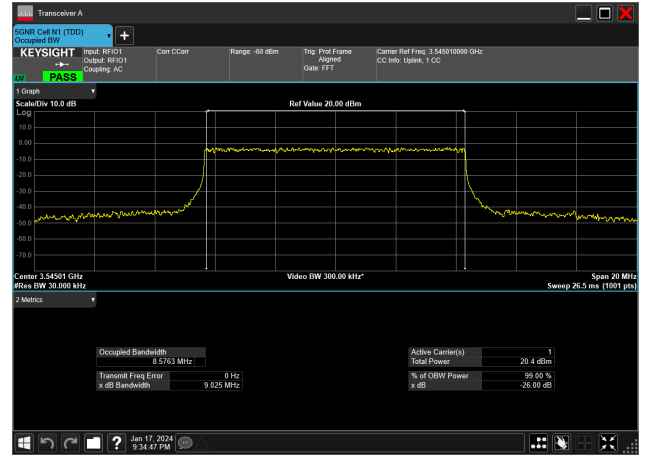 Transceiver A
5GNR Cell N1 (TDD)
Occupied BW
KEYSIGHT
LV PASS
Input: RFIO1
Output: RFIO1
Coupling: AC
Corr CCorr
Range: -60 dBm
Trig: Prot Frame
Aligned
Gate: FFT
Carrier Ref Freq: 3.545010000 GHz
CC Info: Uplink, 1 CC
1 Graph
Scale/Div 10.0 dB
Ref Value 20.00 dBm
Log
10.0
0.00
-10.0
-20.0
-30.0
-40.0
-50.0
-60.0
-70.0
Center 3.54501 GHz
Video BW 300.00 kHz*
Span 20 MHz
#Res BW 30.000 kHz
Sweep 26.5 ms (1001 pts)
2 Metrics
Occupied Bandwidth
8.5763 MHz
Active Carrier(s) 1
Total Power 20.4 dBm
Transmit Freq Error 0 Hz
x dB Bandwidth 9.025 MHz
% of OBW Power 99.00 %
x dB -26.00 dB
Jan 17, 2024
9:34:47 PM